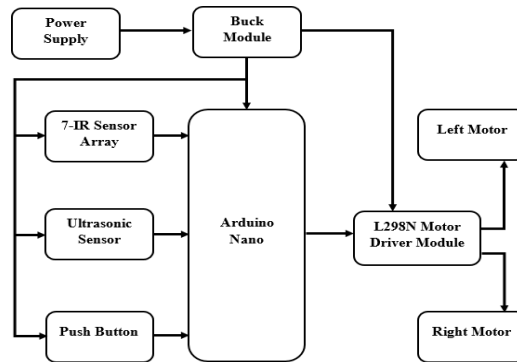 Power
Supply
Buck
Module
7-IR Sensor
Array
Left Motor
Ultrasonic
Sensor
Arduino
Nano
L298N Motor
Driver Module
Push Button
Right Motor